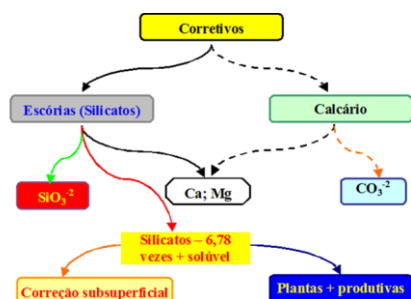 Corretivos
Escórias (Silicatos)
Calcário
SiO₃⁻²
Ca; Mg
CO₃⁻²
Silicatos – 6,78
vezes + solúvel
Correção subsuperficial
Plantas + produtivas